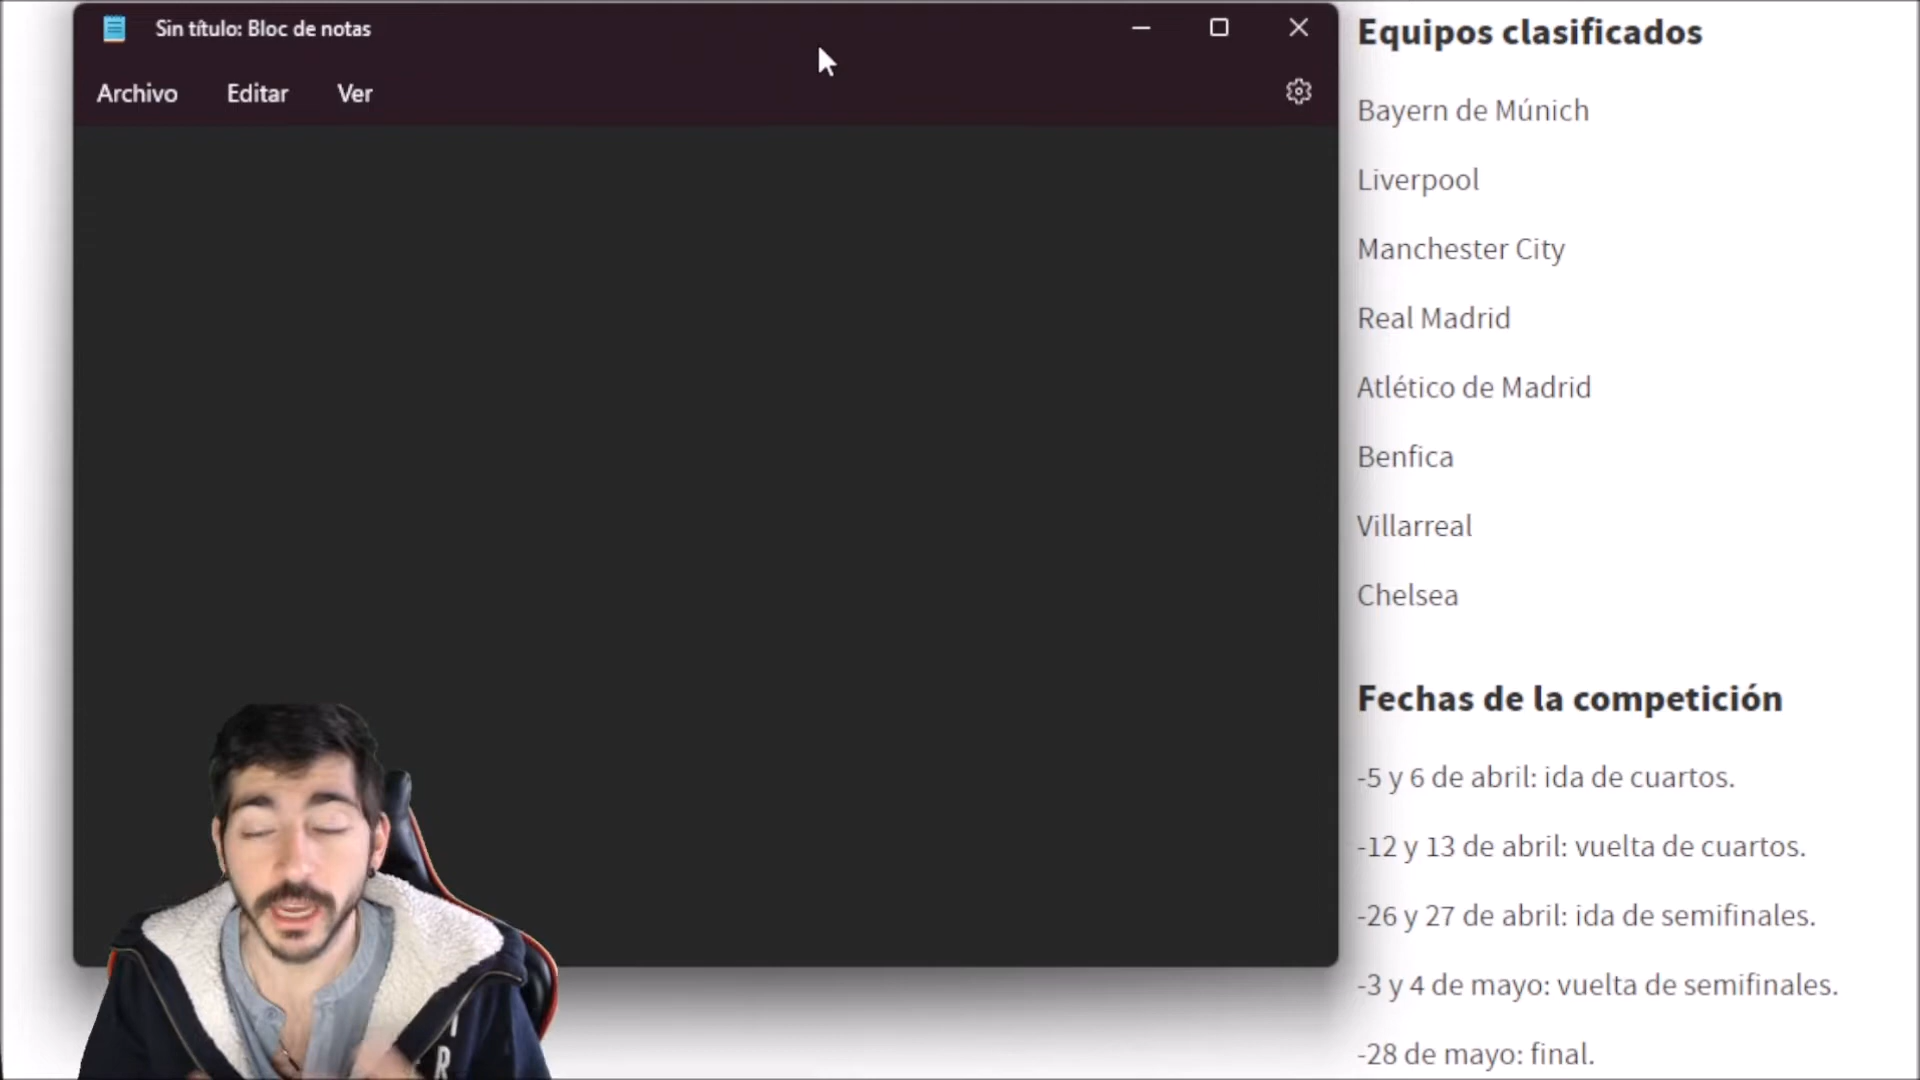 Sin título: Bloc de notas
Archivo Editar Ver
Equipos clasificados
Bayern de Múnich
Liverpool
Manchester City
Real Madrid
Atlético de Madrid
Benfica
Villarreal
Chelsea
Fechas de la competición
-5 y 6 de abril: ida de cuartos.
-12 y 13 de abril: vuelta de cuartos.
-26 y 27 de abril: ida de semifinales.
-3 y 4 de mayo: vuelta de semifinales.
-28 de mayo: final.
R